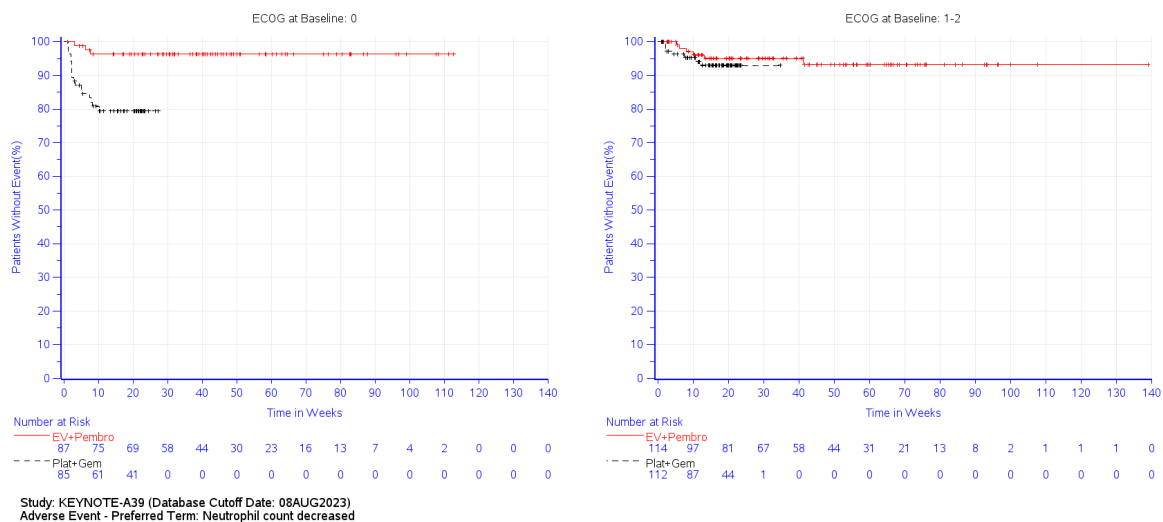 ECOG at Baseline: 0
100
90
80
70
60
50
40
30
20
10
0
Patients Without Event(%)
0 10 20 30 40 50 60 70 80 90 100 110 120 130 140
Time in Weeks
Number at Risk
EV+Pembro
87 75 69 58 44 30 23 16 13 7 4 2 0 0 0
Plat+Gem
85 61 41 0 0 0 0 0 0 0 0 0 0 0 0
ECOG at Baseline: 1-2
100
90
80
70
60
50
40
30
20
10
0
Patients Without Event(%)
0 10 20 30 40 50 60 70 80 90 100 110 120 130 140
Time in Weeks
Number at Risk
EV+Pembro
114 97 81 67 58 44 31 21 13 8 2 1 1 1 0
Plat+Gem
112 87 44 1 0 0 0 0 0 0 0 0 0 0 0
Study: KEYNOTE-A39 (Database Cutoff Date: 08AUG2023)
Adverse Event - Preferred Term: Neutrophil count decreased